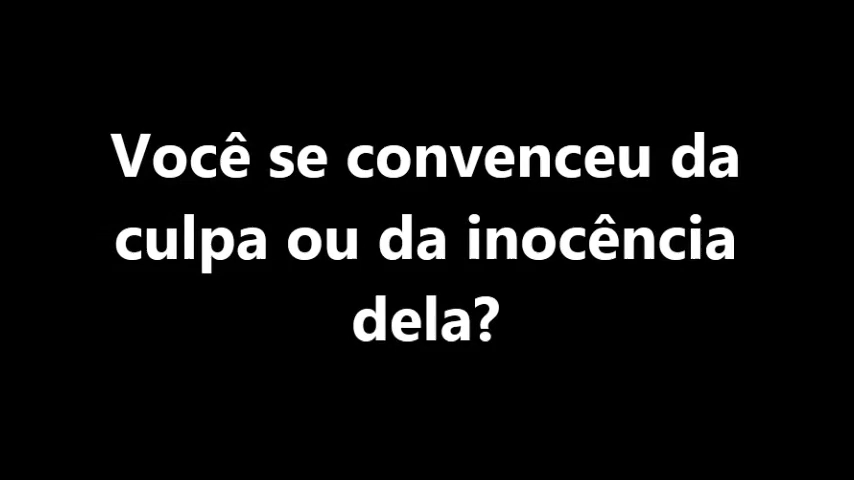 Você se convenceu da
culpa ou da inocência
dela?